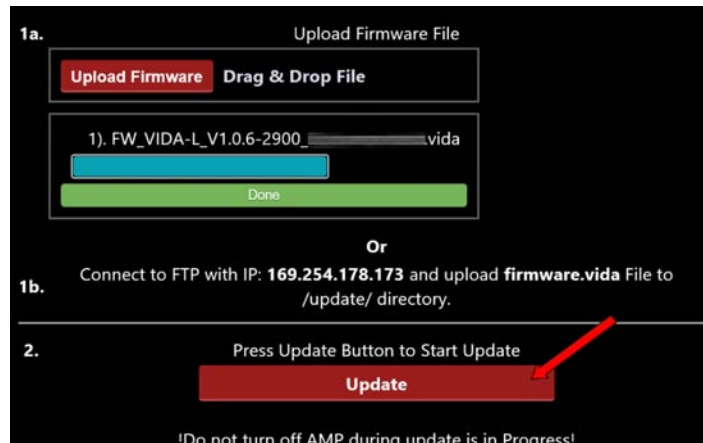 1a. Upload Firmware File
Upload Firmware Drag & Drop File
1). FW_VIDA-L_V1.0.6-2900_ .vida
Done
Or
1b. Connect to FTP with IP: 169.254.178.173 and upload firmware.vida File to
/update/ directory.
2. Press Update Button to Start Update
Update
!Do not turn off AMP during update is in Progress!